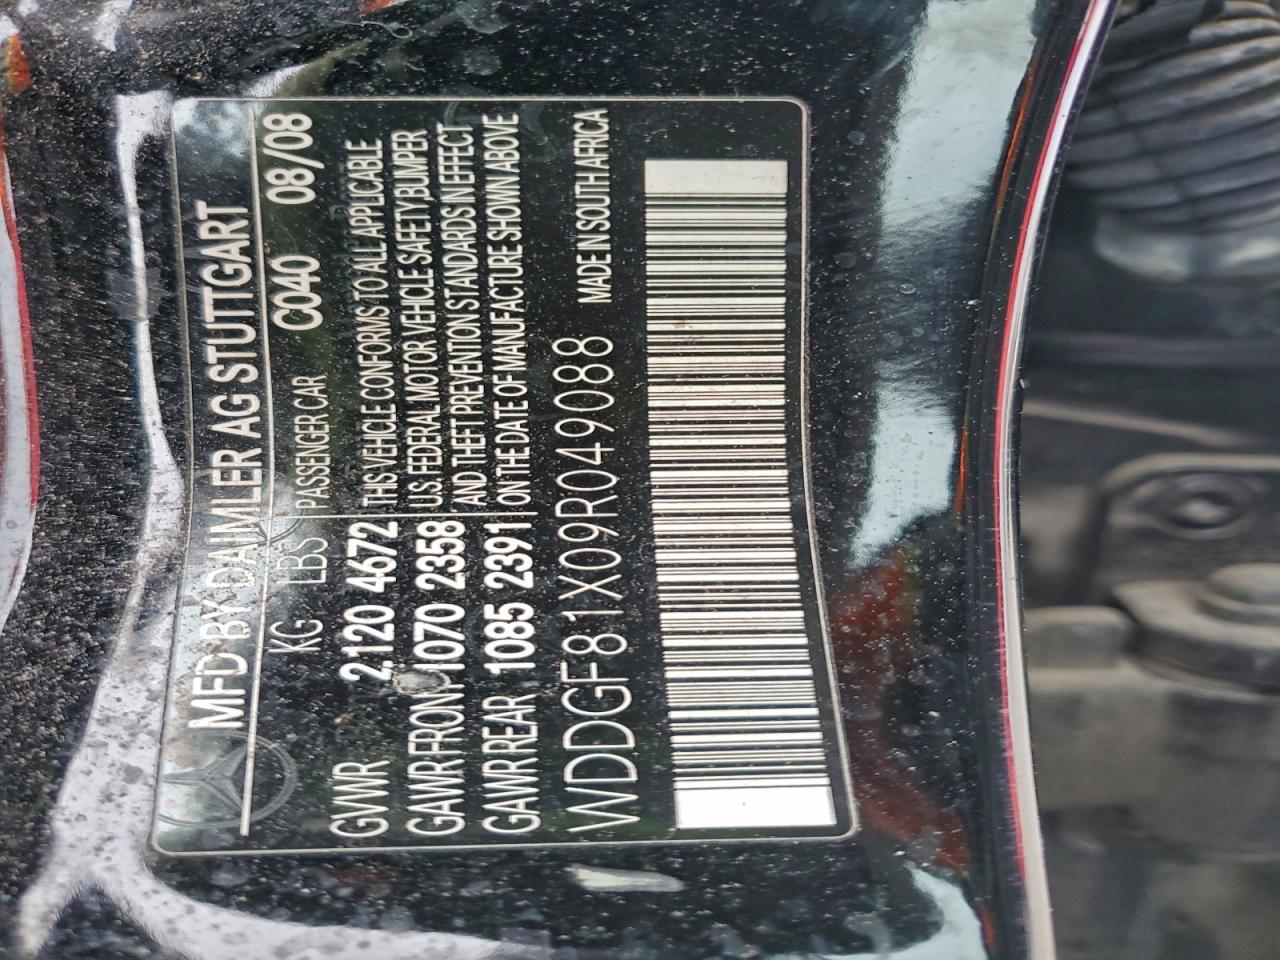 MFD BY DAIMLER AG STUTTGART
KG LBS PASSENGER CAR C040 08/08
GVWR 2120 4672 THIS VEHICLE CONFORMS TO ALL APPLICABLE
GAWR FRONT 1070 2358 U.S. FEDERAL MOTOR VEHICLE SAFETY, BUMPER
GAWR REAR 1085 2391 AND THEFT PREVENTION STANDARDS IN EFFECT
ON THE DATE OF MANUFACTURE SHOWN ABOVE
WDDGF81X09R049088 MADE IN SOUTH AFRICA